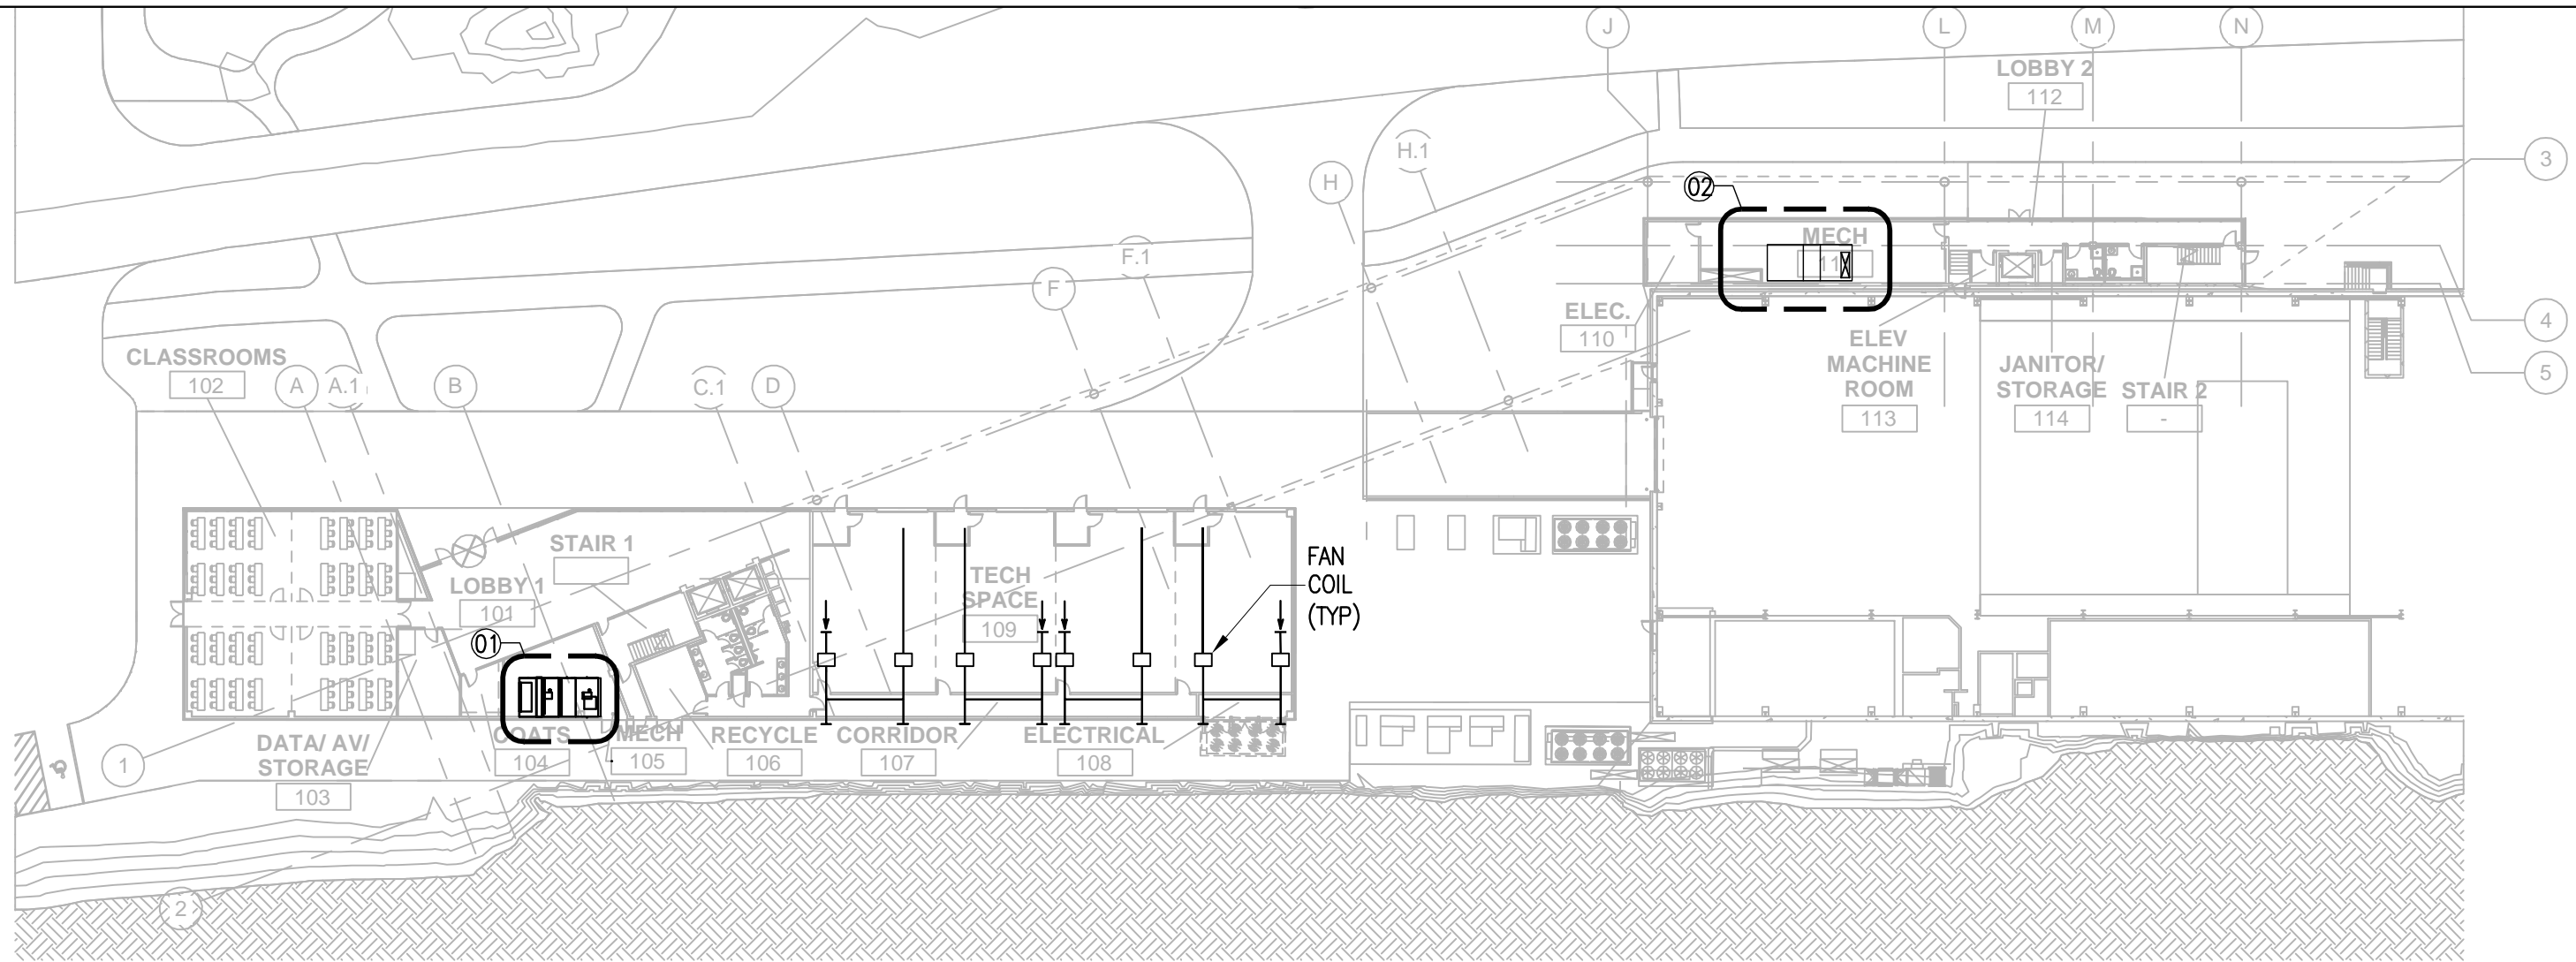 J
L
M
N
LOBBY 2
112
3
H.1
H
02
MECH
F.1
F
ELEC.
110
4
ELEV
MACHINE
ROOM
113
JANITOR/
STORAGE
114
STAIR 2
-
5
CLASSROOMS
102
A
A.1
B
C.1
D
STAIR 1
LOBBY 1
101
01
TECH
SPACE
109
FAN
COIL
(TYP)
1
DATA/ AV/
STORAGE
103
COATS
104
MECH
105
RECYCLE
106
CORRIDOR
107
ELECTRICAL
108
2